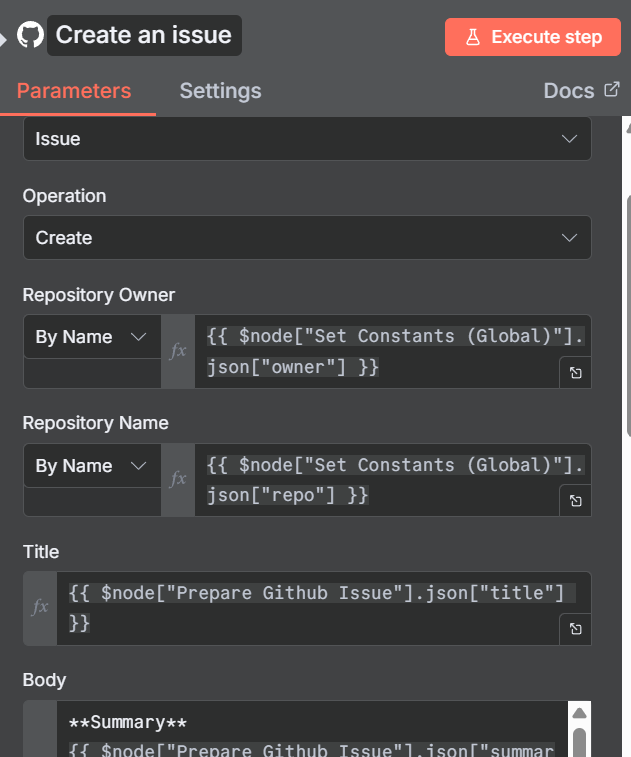 Create an issue
Execute step
Parameters Settings Docs
Issue
Operation
Create
Repository Owner
By Name fx {{ $node["Set Constants (Global)"].
json["owner"] }}
Repository Name
By Name fx {{ $node["Set Constants (Global)"].
json["repo"] }}
Title
fx {{ $node["Prepare Github Issue"].json["title"]
}}
Body
**Summary**
{{ $node["Prepare Github Issue"].json["summar